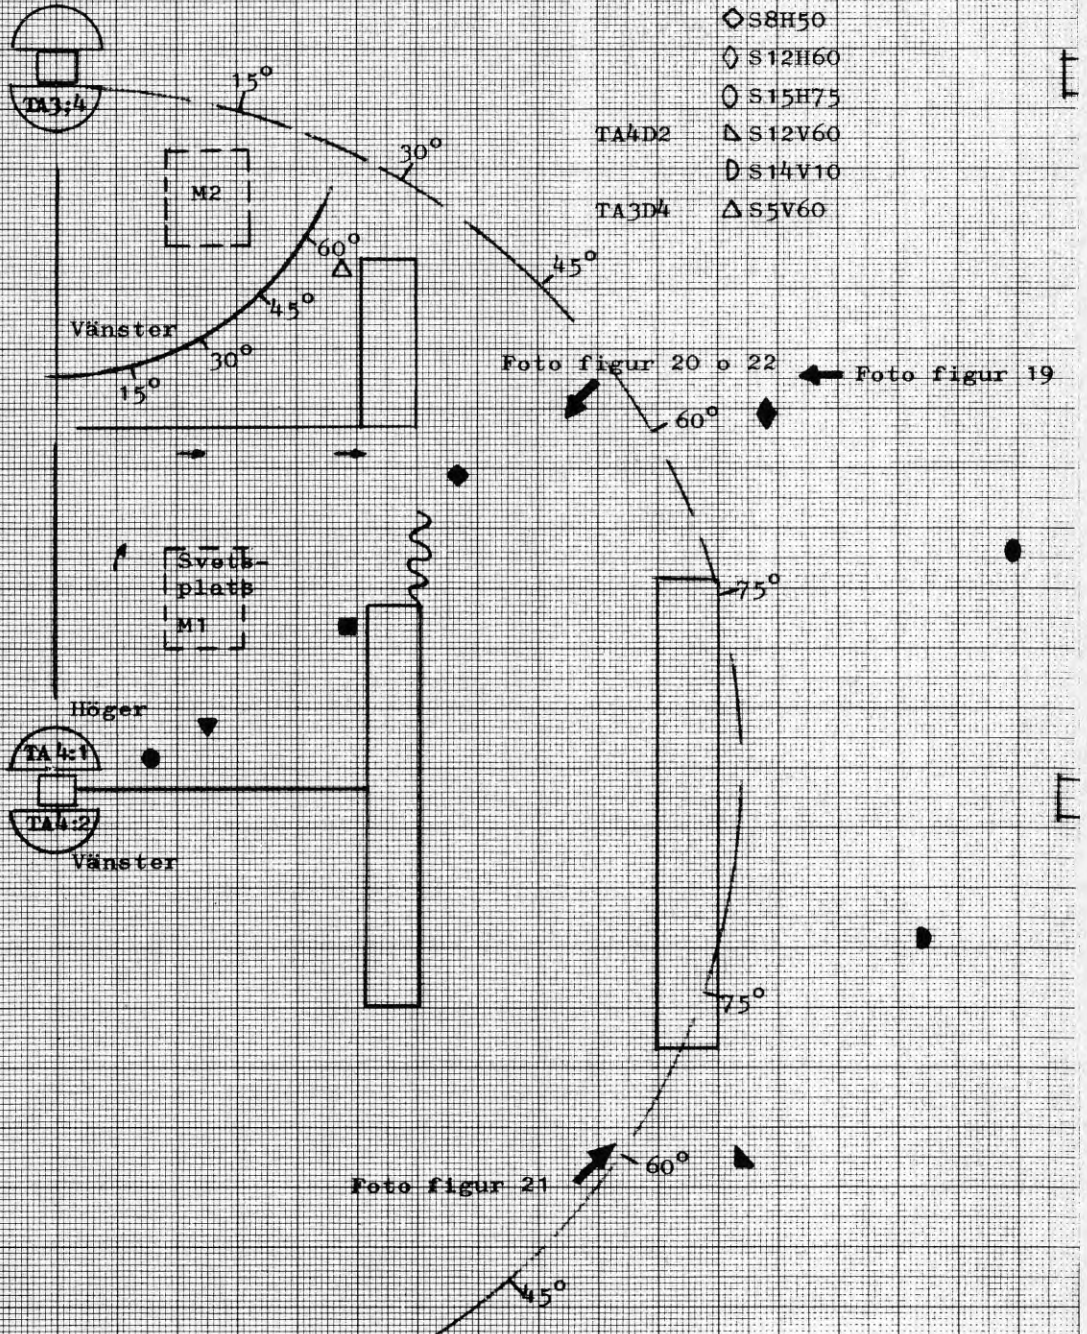 S8H50
S12H60
S15H75
TA4D2 S12V60
S14V10
TA3D4 S5V60
TA3;4
15°
30°
M2
60°
45°
45°
Vänster
30°
15°
Foto figur 20 o 22
Foto figur 19
60°
Svets-
plats
M1
75°
Höger
TA 4:1
TA4:2
Vänster
75°
60°
Foto figur 21
45°